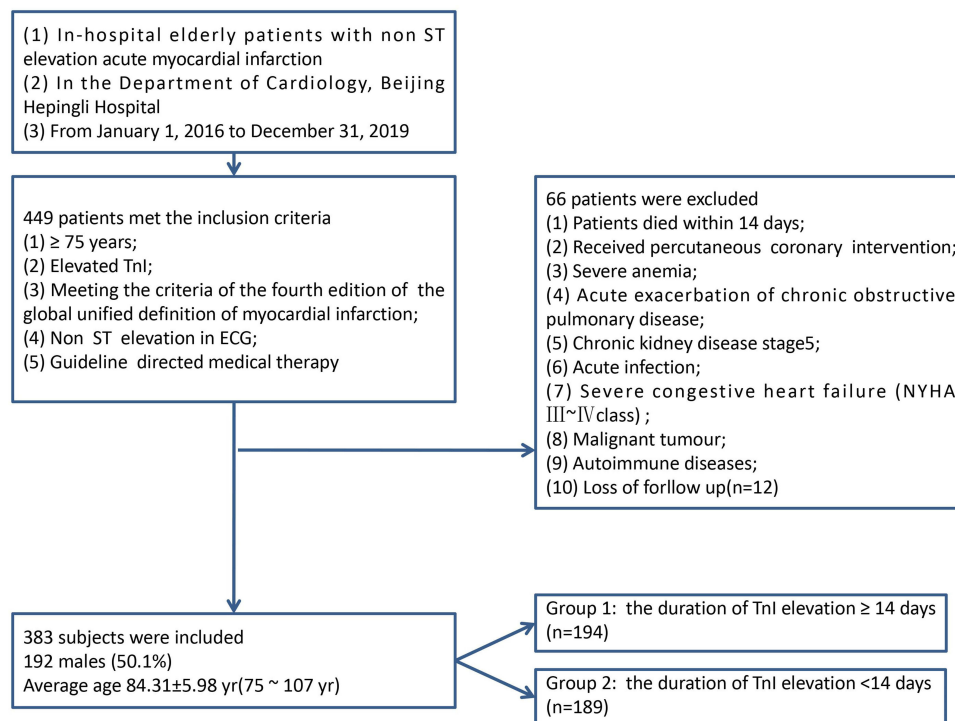 (1) In-hospital elderly patients with non ST
elevation acute myocardial infarction
(2) In the Department of Cardiology, Beijing
Hepingli Hospital
(3) From January 1, 2016 to December 31, 2019
449 patients met the inclusion criteria
(1) ≥ 75 years;
(2) Elevated TnI;
(3) Meeting the criteria of the fourth edition of the
global unified definition of myocardial infarction;
(4) Non ST elevation in ECG;
(5) Guideline directed medical therapy
66 patients were excluded
(1) Patients died within 14 days;
(2) Received percutaneous coronary intervention;
(3) Severe anemia;
(4) Acute exacerbation of chronic obstructive
pulmonary disease;
(5) Chronic kidney disease stage5;
(6) Acute infection;
(7) Severe congestive heart failure (NYHA
Ⅲ~Ⅳclass) ;
(8) Malignant tumour;
(9) Autoimmune diseases;
(10) Loss of forllow up(n=12)
383 subjects were included
192 males (50.1%)
Average age 84.31±5.98 yr(75 ~ 107 yr)
Group 1: the duration of TnI elevation ≥ 14 days
(n=194)
Group 2: the duration of TnI elevation <14 days
(n=189)